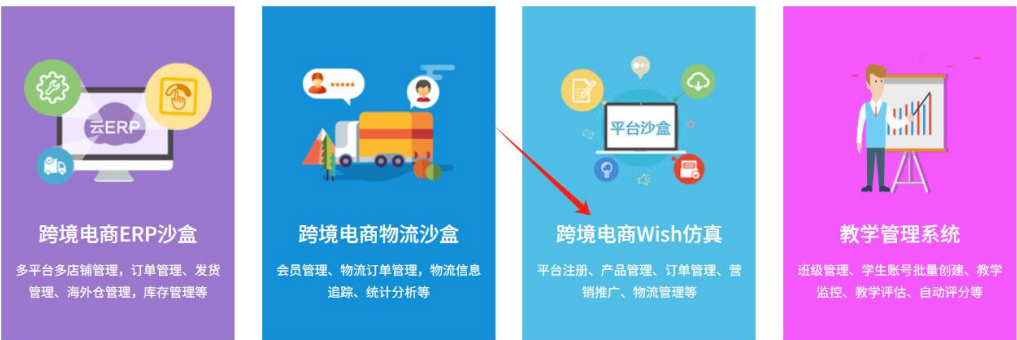 云ERP
跨境电商ERP沙盒
多平台多店铺管理，订单管理、发货
管理、海外仓管理，库存管理等
跨境电商物流沙盒
会员管理、物流订单管理，物流信息
追踪、统计分析等
平台沙盒
跨境电商Wish仿真
平台注册、产品管理、订单管理、营
销推广、物流管理等
教学管理系统
班级管理、学生账号批量创建、教学
监控、教学评估、自动评分等